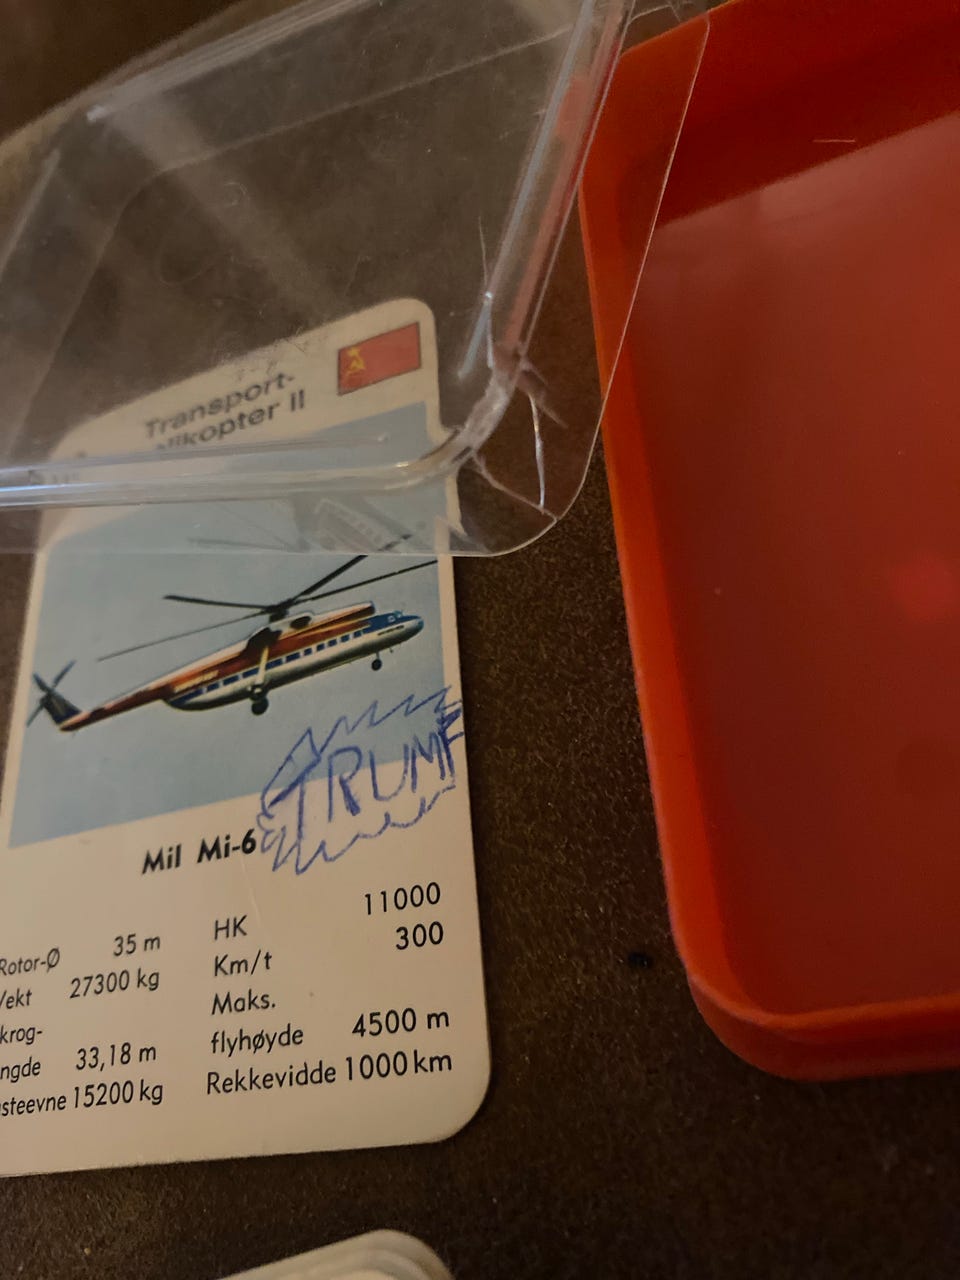 Transport-
II
Mil Mi-6
TRUMF
Rotor-Ø 35 m
27300 kg
33,18 m
15200 kg
HK 11000
Km/t 300
Maks.
flyhøyde 4500 m
Rekkevidde 1000 km